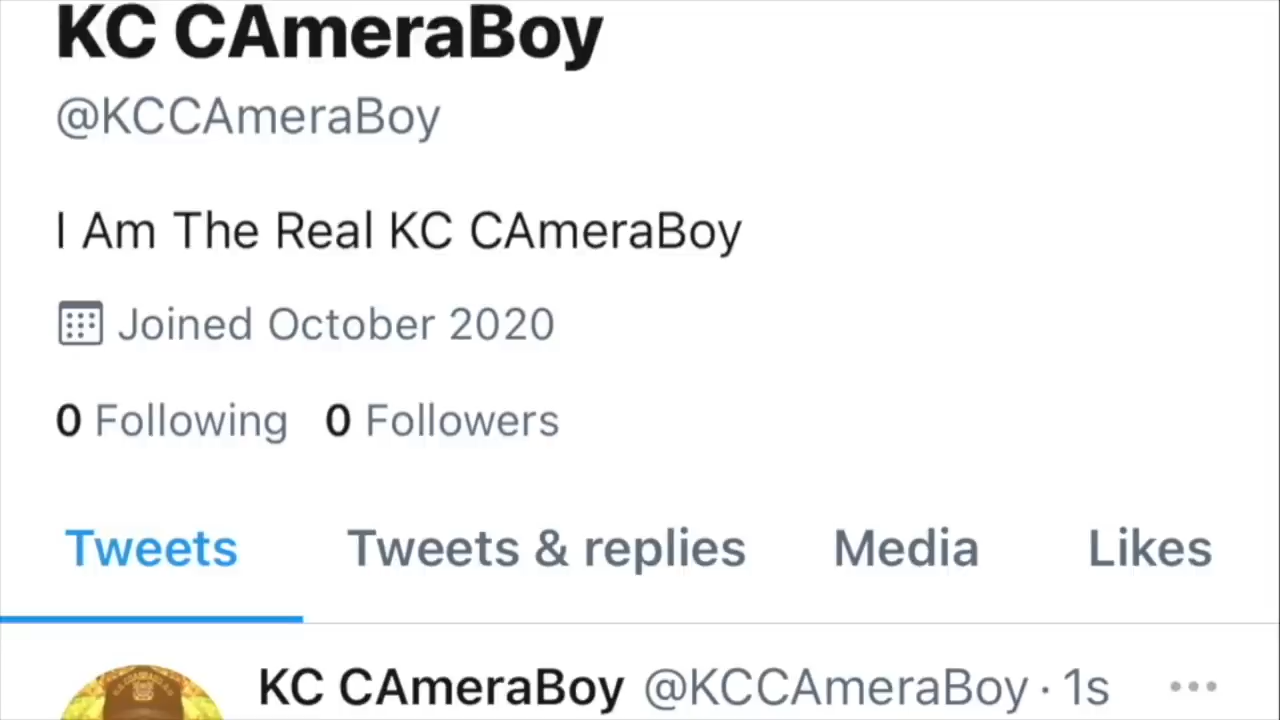 KC CAmeraBoy
@KCCAmeraBoy
I Am The Real KC CAmeraBoy
Joined October 2020
0 Following 0 Followers
Tweets Tweets & replies Media Likes
KC CAmeraBoy @KCCAmeraBoy · 1s